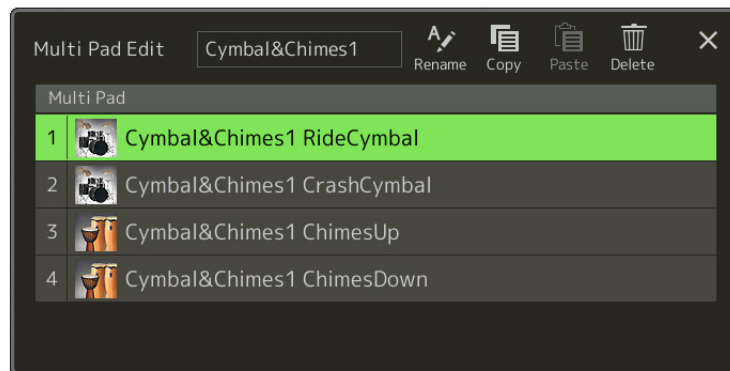 Multi Pad Edit Cymbal&Chimes1 Rename Copy Paste Delete
Multi Pad
1 Cymbal&Chimes1 RideCymbal
2 Cymbal&Chimes1 CrashCymbal
3 Cymbal&Chimes1 ChimesUp
4 Cymbal&Chimes1 ChimesDown